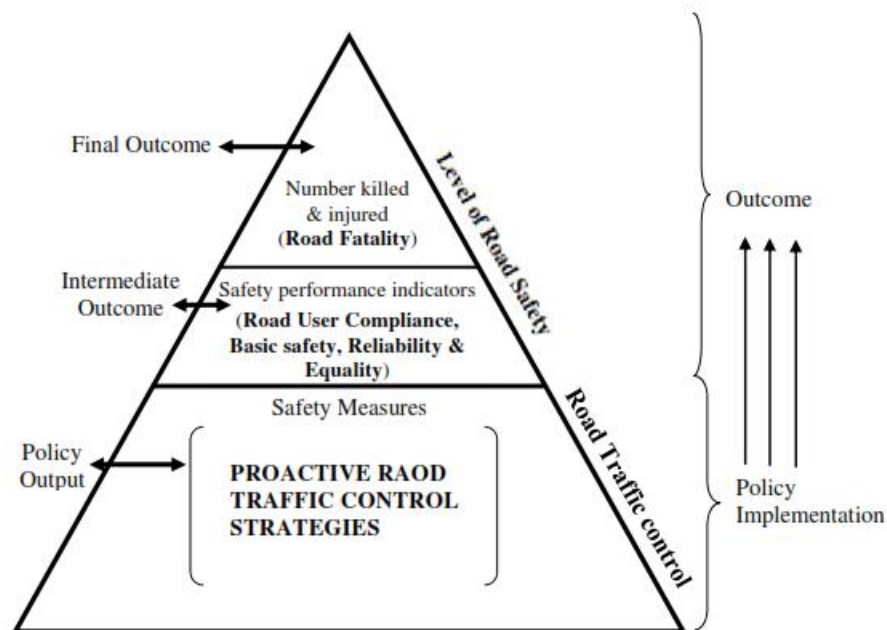 Final Outcome
Number killed
& injured
(Road Fatality)
Level of Road Safety
Outcome
Intermediate
Outcome
Safety performance indicators
(Road User Compliance,
Basic safety, Reliability &
Equality)
Safety Measures
Road Traffic control
Policy
Output
PROACTIVE RAOD
TRAFFIC CONTROL
STRATEGIES
Policy
Implementation